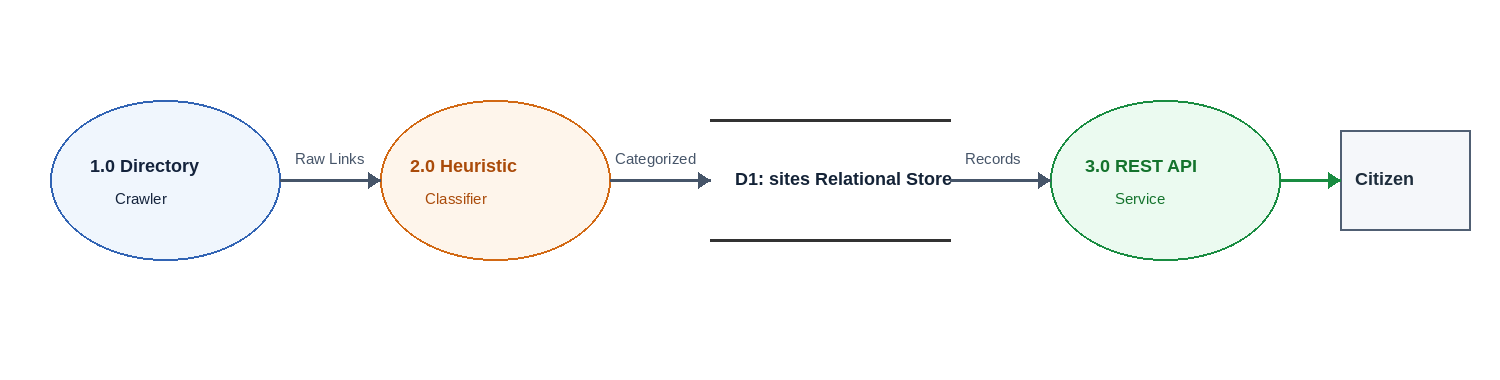 1.0 Directory
Crawler
Raw Links
2.0 Heuristic
Classifier
Categorized
D1: sites Relational Store
Records
3.0 REST API
Service
Citizen